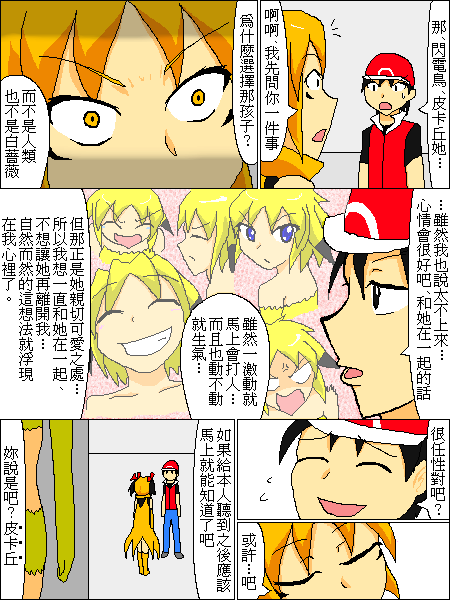 那、閃電鳥、皮卡丘她…
啊啊、我先問你一件事
為什麼選擇那孩子？
而不是人類
也不是白薔薇
…雖然我也說太不上來…
心情會很好吧、和她在一起的話
雖然一激動就
馬上會打人…
而且也動不動
就生氣…
但那正是她親切可愛之處…
所以我想一直和她在一起、
不想讓她再離開我…
自然而然的這想法就浮現
在我心裡了。
很任性對吧？
或許…吧
如果給本人聽到之後應該
馬上就能知道了吧
妳說是吧？皮卡丘